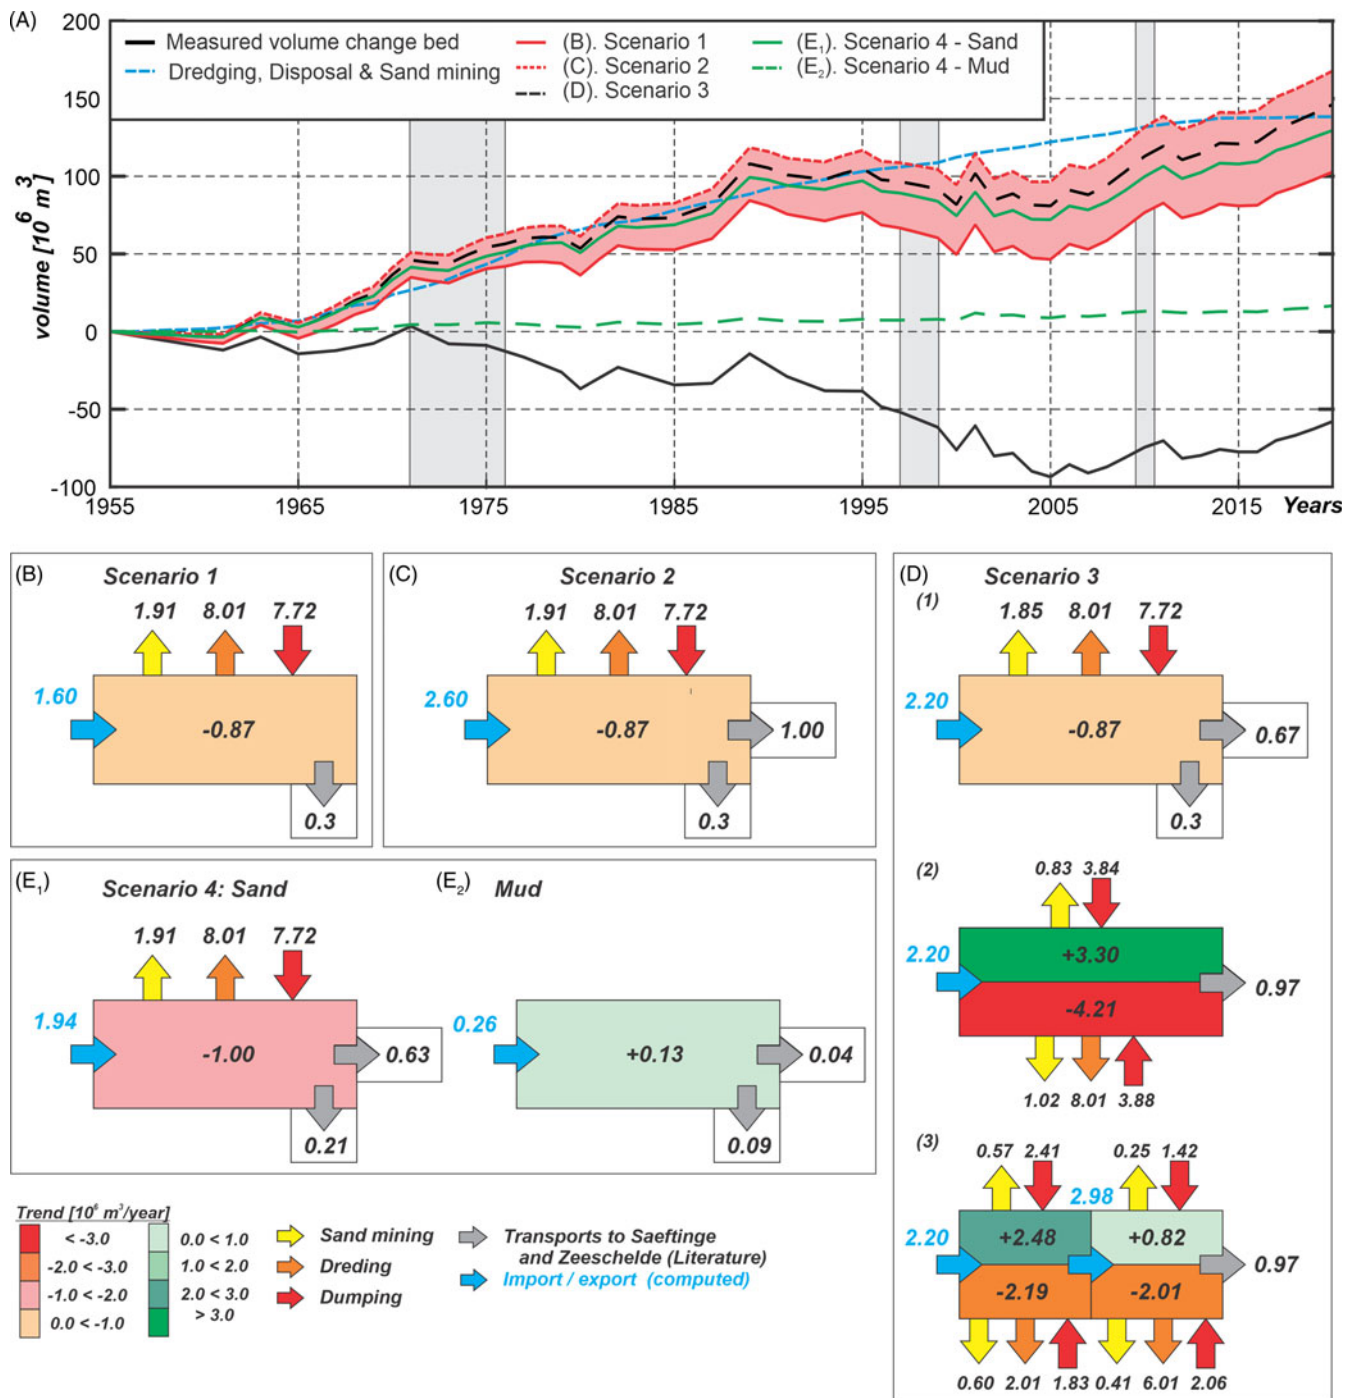 (A)
200
150
100
50
0
-50
-100
volume [10⁶ m³]
Measured volume change bed
Dredging, Disposal & Sand mining
(B). Scenario 1
(C). Scenario 2
(D). Scenario 3
(E₁). Scenario 4 - Sand
(E₂). Scenario 4 - Mud
1955 1965 1975 1985 1995 2005 2015 Years
(B) Scenario 1
1.91 8.01 7.72
1.60
-0.87
0.3
(C) Scenario 2
1.91 8.01 7.72
2.60
-0.87
1.00
0.3
(D) Scenario 3
(1)
1.85 8.01 7.72
2.20
-0.87
0.67
0.3
(2)
0.83 3.84
2.20
+3.30
-4.21
0.97
1.02 8.01 3.88
(3)
0.57 2.41 0.25 1.42
2.98
2.20
+2.48 +0.82
0.97
-2.19 -2.01
0.60 2.01 1.83 0.41 6.01 2.06
(E₁) Scenario 4: Sand
1.91 8.01 7.72
1.94
-1.00
0.63
0.21
(E₂) Mud
0.26
+0.13
0.04
0.09
Trend [10⁶ m³/year]
< -3.0
-2.0 < -3.0
-1.0 < -2.0
0.0 < -1.0
0.0 < 1.0
1.0 < 2.0
2.0 < 3.0
> 3.0
Sand mining
Dreding
Dumping
Transports to Saeftinge
and Zeeschelde (Literature)
Import / export (computed)